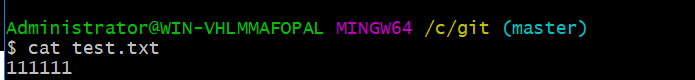 Administrator@WIN-VHLMMAFOPAL MINGW64 /c/git (master)
$ cat test.txt
111111